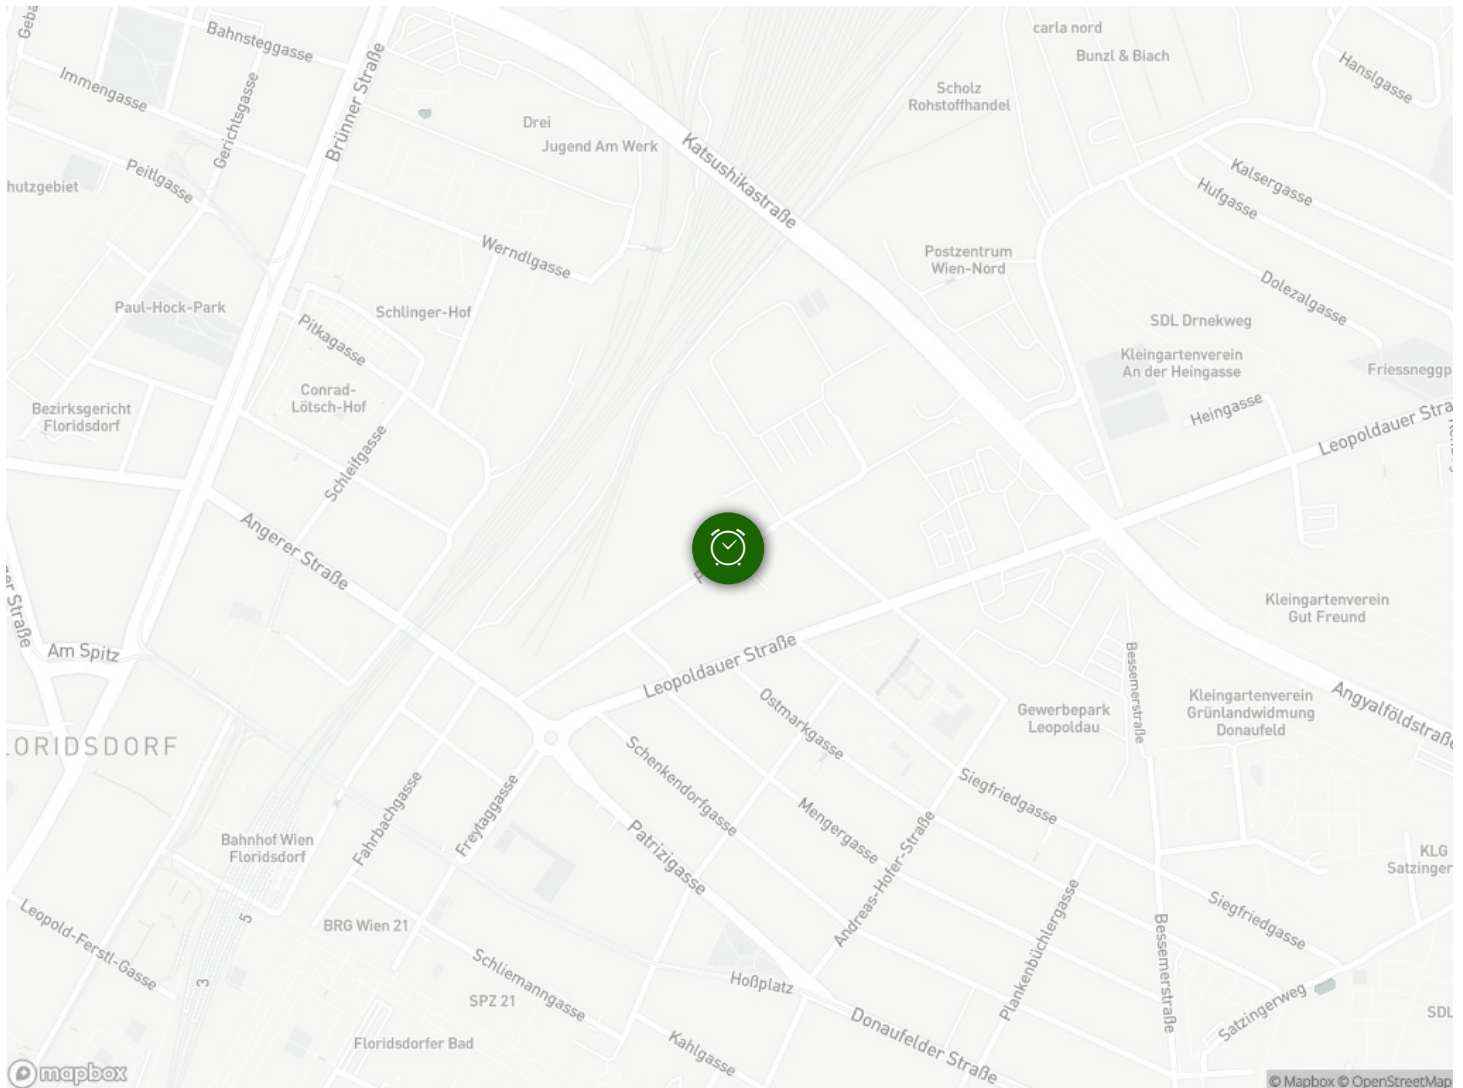 carla nord
Bahnsteggasse
Bunzl & Biach
Hanslgasse
Immengasse
Brünner Straße
Scholz
Rohstoffhandel
Gerichtsgasse
Drei
Jugend Am Werk
Katsushikastraße
Peitlgasse
Kalsergasse
hutzgebiet
Hufgasse
Werndlgasse
Postzentrum
Wien-Nord
Dolezalgasse
Paul-Hock-Park
Schlinger-Hof
SDL Drnekweg
Pitkagasse
Kleingartenverein
An der Heingasse
Friessneggp
Conrad-
Lötsch-Hof
Bezirksgericht
Floridsdorf
Heingasse
Leopoldauer Stra
Schleifgasse
Angerer Straße
er Straße
Kleingartenverein
Gut Freund
Am Spitz
Leopoldauer Straße
Bessemerstraße
Kleingartenverein
Grünlandwidmung
Donaufeld
Angyalföldstraße
Ostmarkgasse
Gewerbepark
Leopoldau
LORIDSDORF
Schenkendorfgasse
Siegfriedgasse
Fahrbachgasse
Freytaggasse
Mengergasse
Bahnhof Wien
Floridsdorf
Patrizigasse
Andreas-Hofer-Straße
KLG
Satzinger
Plankenbüchlergasse
Siegfriedgasse
Leopold-Ferstl-Gasse
5
BRG Wien 21
Bessemerstraße
Schliemanngasse
3
Hoßplatz
SPZ 21
Satzingerweg
SDL
Floridsdorfer Bad
Kahlgasse
Donaufelder Straße
mapbox
© Mapbox © OpenStreetMap